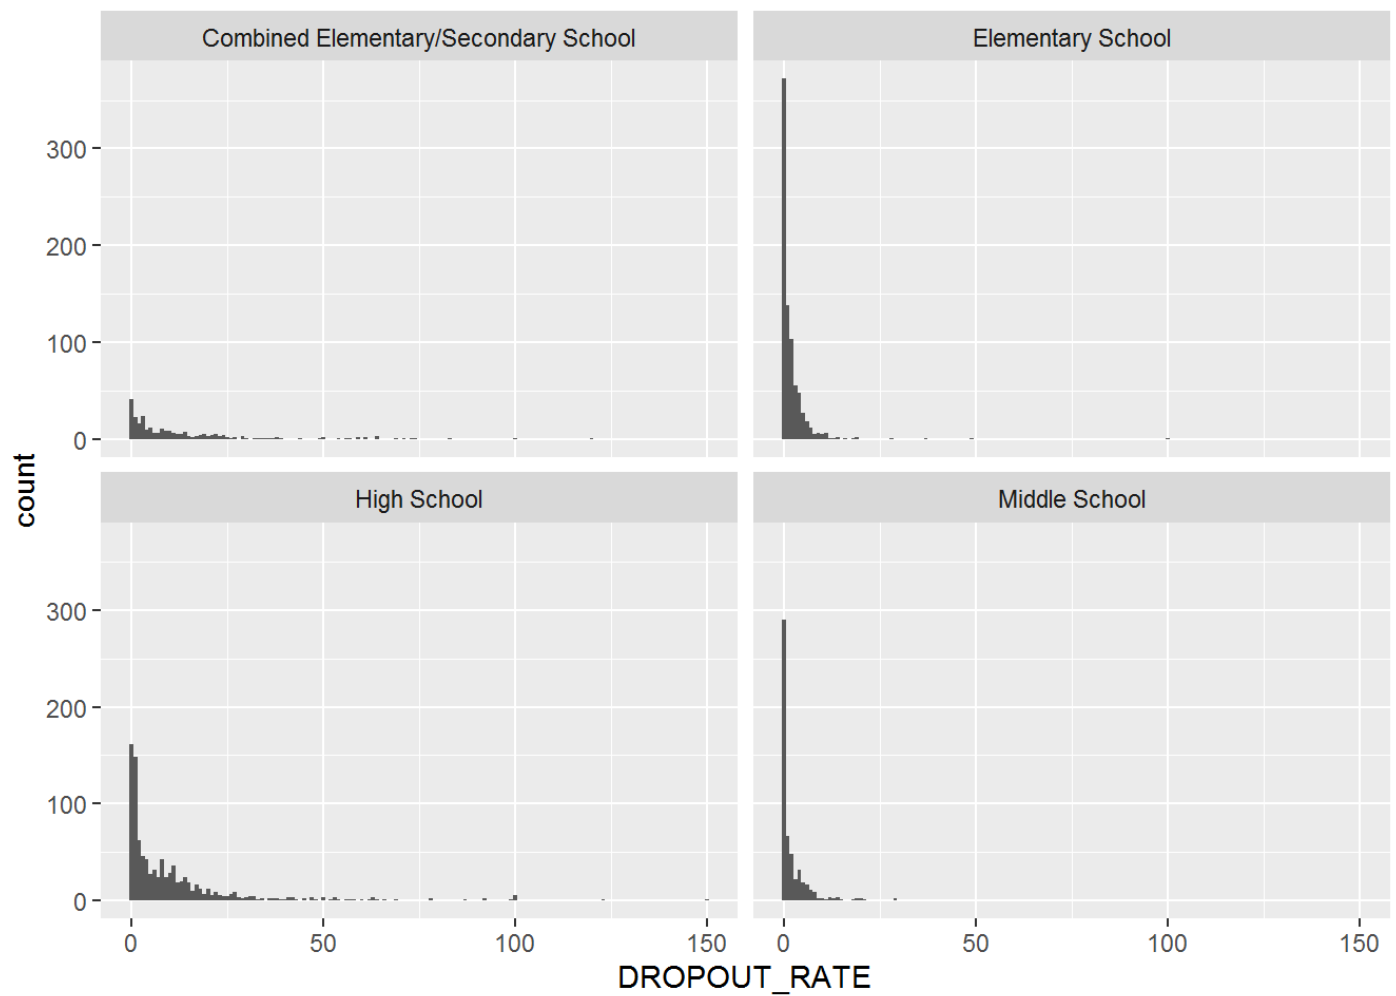 Combined Elementary/Secondary School
Elementary School
300
200
100
0
High School
Middle School
300
200
100
0
count
0 50 100 150
0 50 100 150
DROPOUT_RATE